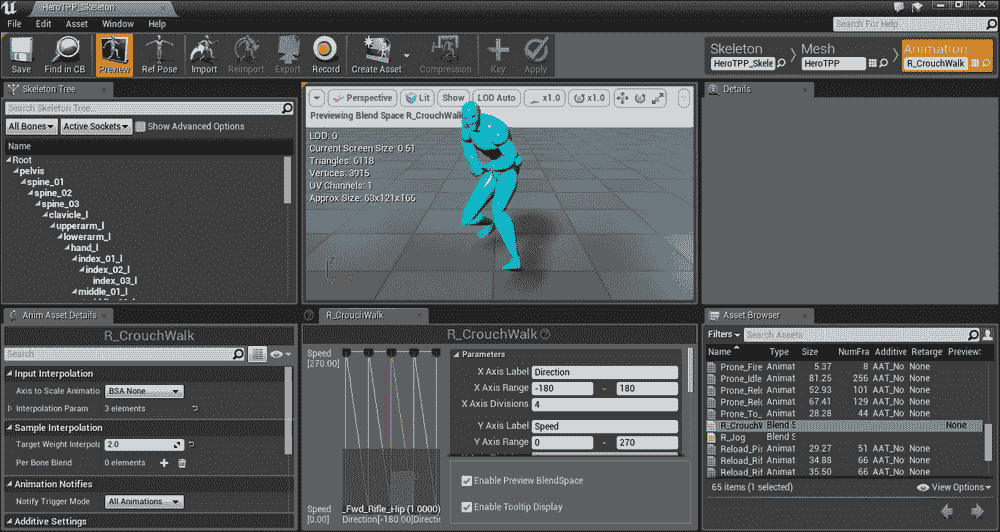 HeroTPP_Skeleton
File Edit Asset Window Help
Search For Help
Save Find in CB Preview Ref Pose Import Reimport Export Record Create Asset Compression Key Apply
Skeleton Mesh Animation
HeroTPP_Skele HeroTPP R_CrouchWalk
Skeleton Tree
Search Skeleton Tree...
All Bones Active Sockets Show Advanced Options
Name
Root
pelvis
spine_01
spine_02
spine_03
clavicle_l
upperarm_l
lowerarm_l
hand_l
index_01_l
index_02_l
index_03_l
middle_01_l
Perspective Lit Show LOD Auto x1.0 x1.0
Previewing Blend Space R_CrouchWalk
LOD: 0
Current Screen Size: 0.51
Triangles: 6118
Vertices: 3915
UV Channels: 1
Approx Size: 63x121x166
Details
Anim Asset Details
R_CrouchWalk
Search
Input Interpolation
Axis to Scale Animatio BSA None
Interpolation Param 3 elements
Sample Interpolation
Target Weight Interpola 2.0
Per Bone Blend 0 elements
Animation Notifies
Notify Trigger Mode All Animations
Additive Settings
R_CrouchWalk
R_CrouchWalk
Speed
[270.00]
Speed
[0.00]
_Fwd_Rifle_Hip (1.0000)
Direction[-180.00]Direction
Parameters
X Axis Label Direction
X Axis Range -180 - 180
X Axis Divisions 4
Y Axis Label Speed
Y Axis Range 0 - 270
Enable Preview BlendSpace
Enable Tooltip Display
Asset Browser
Filters Search Assets
Name Type Size NumFra Additive Retarge Preview:
Prone_Fire Animat 5.37 8 AAT_No None
Prone_Idle Animat 81.25 256 AAT_No None
Prone_Relo Animat 52.93 101 AAT_No None
Prone_Relo Animat 67.41 129 AAT_No None
Prone_To_ Animat 28.28 44 AAT_No None
R_CrouchW Blend S None
R_Jog Blend S
Reload_Pis Animat 29.27 51 AAT_No None
Reload_Rif Animat 34.88 66 AAT_No None
Reload_Rif Animat 35.50 66 AAT_No None
65 items (1 selected) View Options